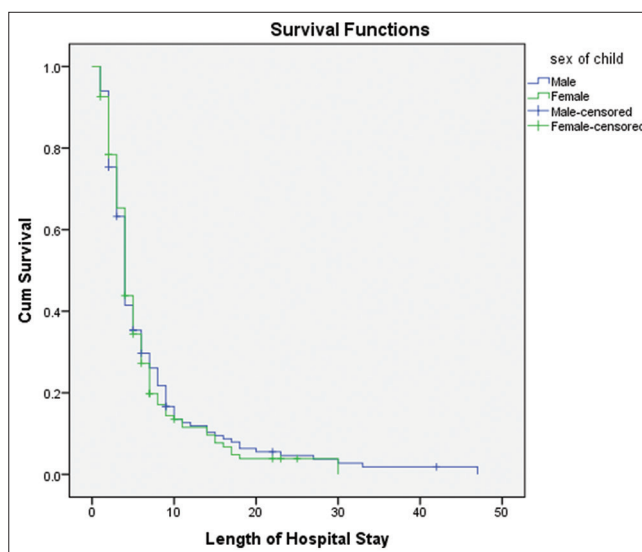 Survival Functions
sex of child
Male
Female
Male-censored
Female-censored
Cum Survival
1.0
0.8
0.6
0.4
0.2
0.0
0 10 20 30 40 50
Length of Hospital Stay